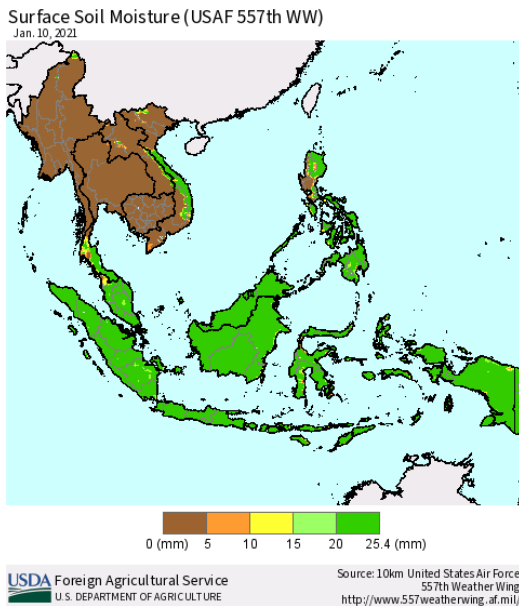 Surface Soil Moisture (USAF 557th WW)
Jan. 10, 2021
0 (mm) 5 10 15 20 25.4 (mm)
USDA Foreign Agricultural Service
U.S. DEPARTMENT OF AGRICULTURE
Source: 10km United States Air Force
557th Weather Wing
http://www.557weatherwing.af.mil/